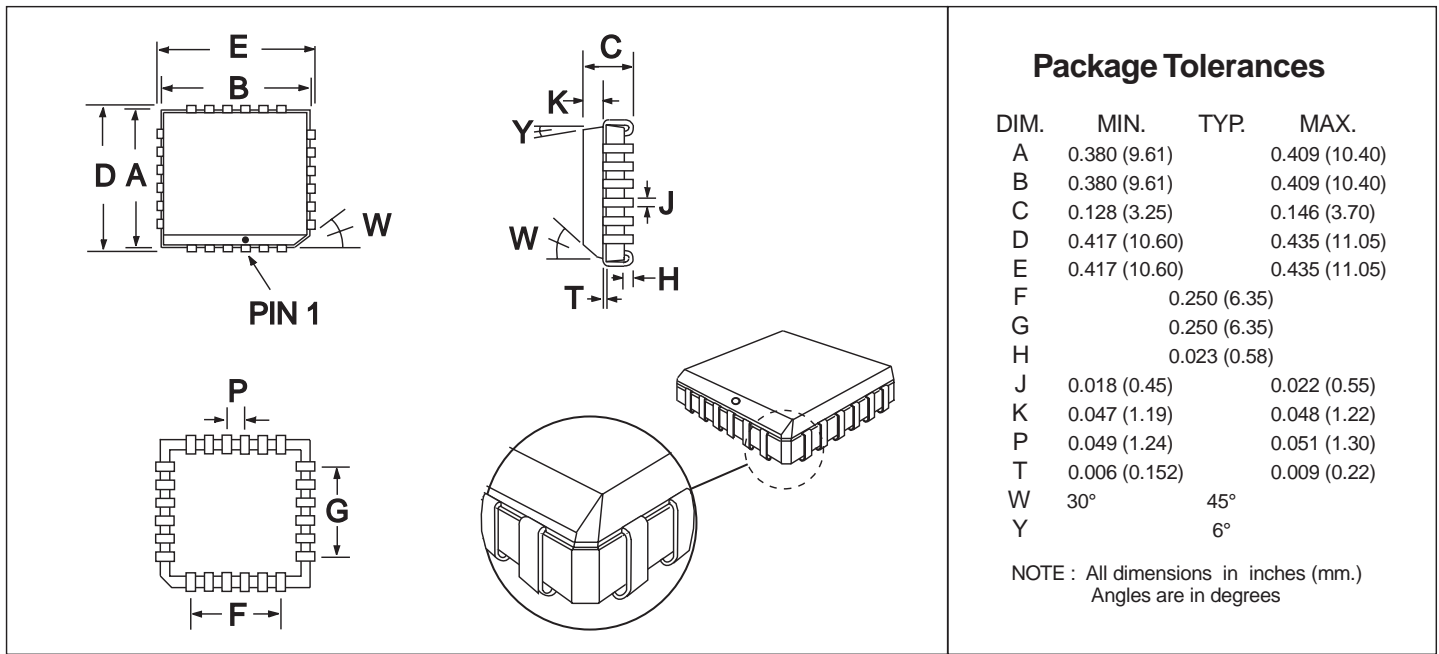 E
B
D A
W
PIN 1
C
K
Y
J
W
H
T
P
G
F
Package Tolerances
DIM. MIN. TYP. MAX.
A 0.380 (9.61) 0.409 (10.40)
B 0.380 (9.61) 0.409 (10.40)
C 0.128 (3.25) 0.146 (3.70)
D 0.417 (10.60) 0.435 (11.05)
E 0.417 (10.60) 0.435 (11.05)
F 0.250 (6.35)
G 0.250 (6.35)
H 0.023 (0.58)
J 0.018 (0.45) 0.022 (0.55)
K 0.047 (1.19) 0.048 (1.22)
P 0.049 (1.24) 0.051 (1.30)
T 0.006 (0.152) 0.009 (0.22)
W 30° 45°
Y 6°
NOTE : All dimensions in inches (mm.)
Angles are in degrees